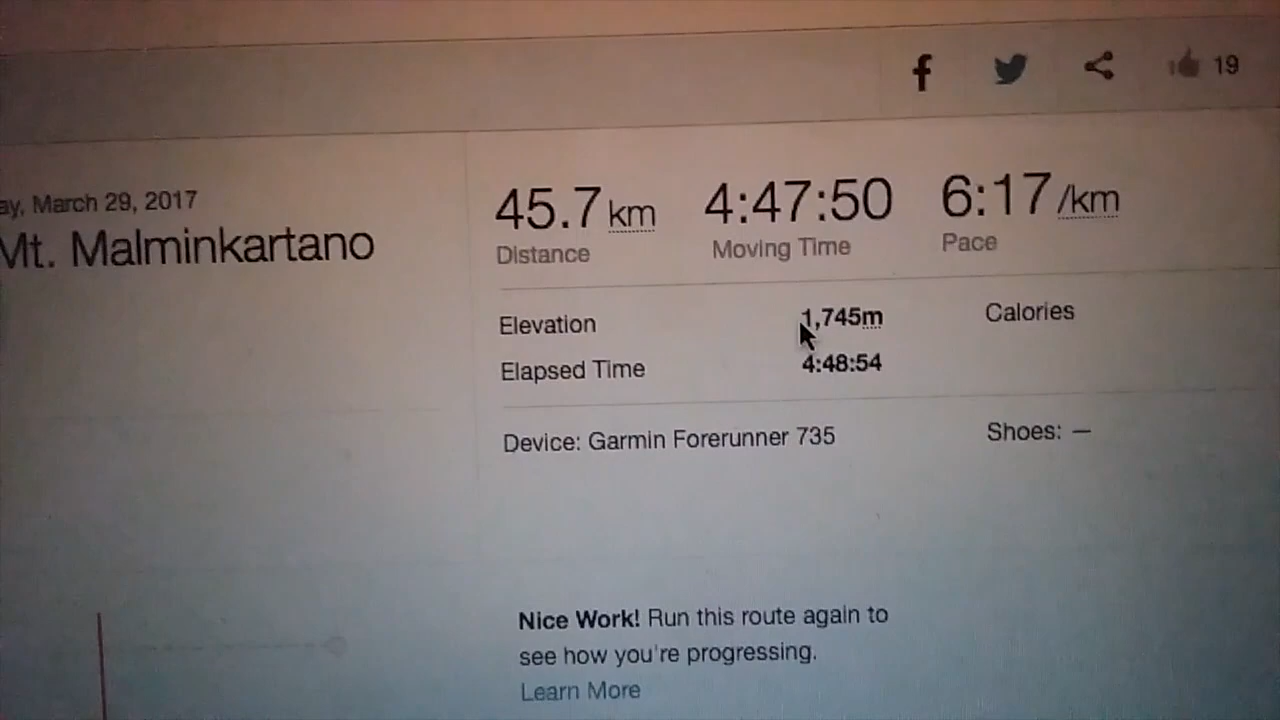 19
ay, March 29, 2017
Mt. Malminkartano
45.7 km 4:47:50 6:17 /km
Distance Moving Time Pace
Elevation 1,745m Calories
Elapsed Time 4:48:54
Device: Garmin Forerunner 735 Shoes: —
Nice Work! Run this route again to
see how you're progressing.
Learn More